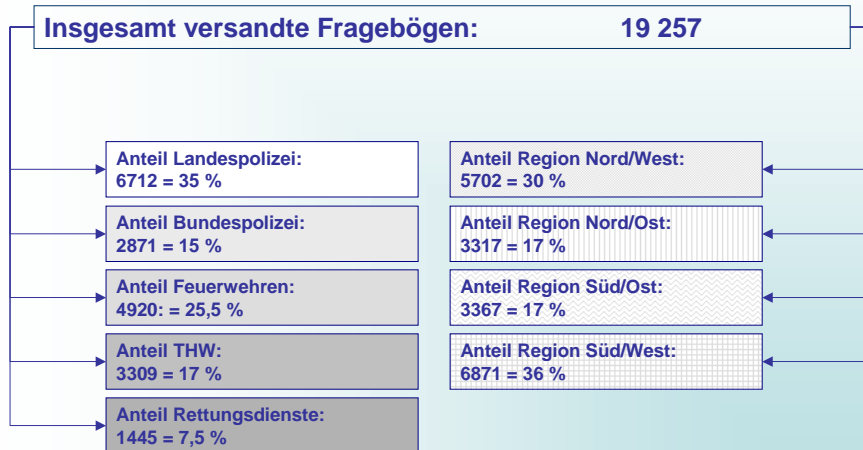 Insgesamt versandte Fragebögen: 19 257
Anteil Landespolizei:
6712 = 35 %
Anteil Bundespolizei:
2871 = 15 %
Anteil Feuerwehren:
4920: = 25,5 %
Anteil THW:
3309 = 17 %
Anteil Rettungsdienste:
1445 = 7,5 %
Anteil Region Nord/West:
5702 = 30 %
Anteil Region Nord/Ost:
3317 = 17 %
Anteil Region Süd/Ost:
3367 = 17 %
Anteil Region Süd/West:
6871 = 36 %